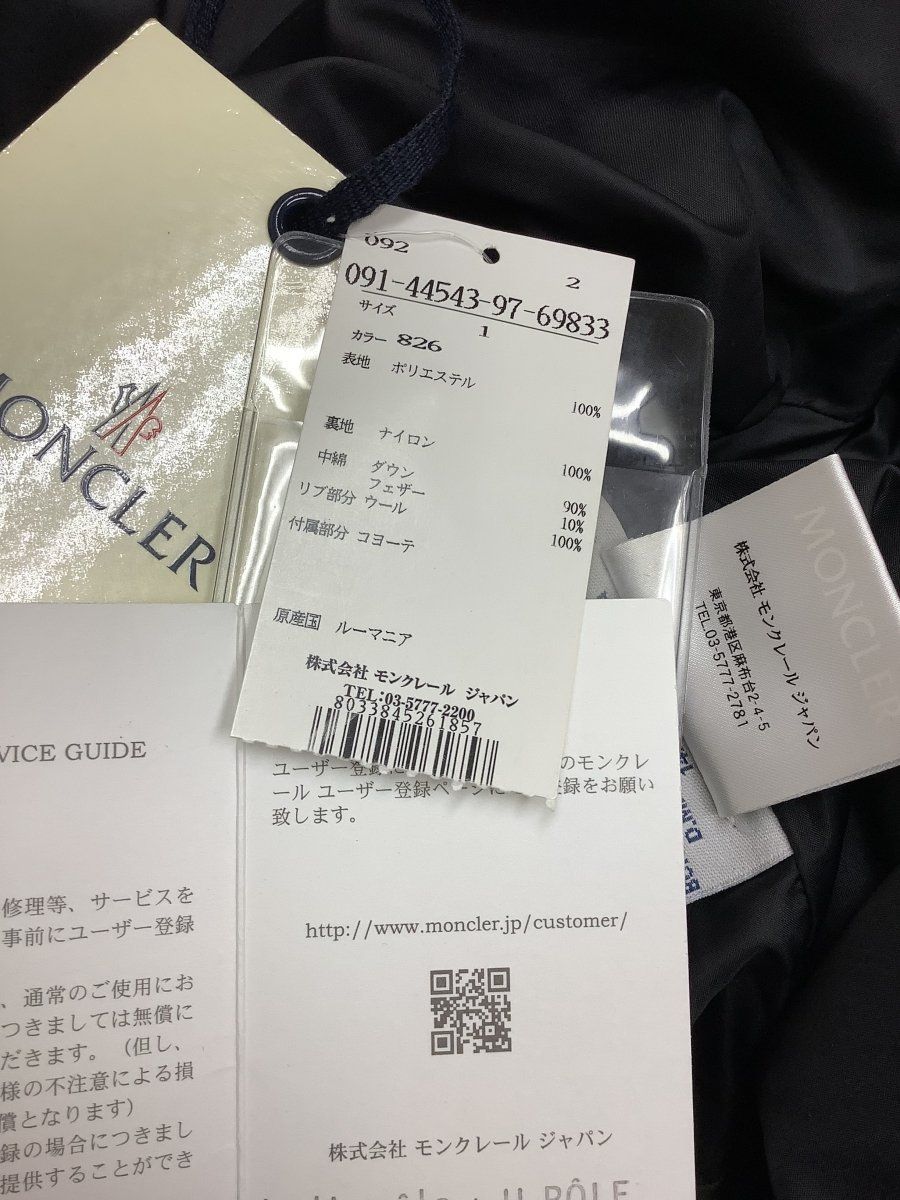 MONCLER
092
2
091-44543-97-69833
サイズ 1
カラー 826
表地 ポリエステル
100%
裏地 ナイロン
100%
中綿 ダウン 90%
フェザー 10%
リブ部分 ウール 100%
付属部分 コヨーテ
原産国 ルーマニア
株式会社 モンクレール ジャパン
TEL:03-5777-2200
8033845261857
MONCLER
株式会社 モンクレール ジャパン
東京都港区麻布台2-4-5
TEL.03-5777-2781
VICE GUIDE
修理等、サービスを
事前にユーザー登録
、通常のご使用にお
つきましては無償に
だきます。（但し、
様の不注意による損
償となります）
録の場合につきまし
提供することができ
ユーザー登録 のモンクレ
ール ユーザー登録ページに 登録をお願い
致します。
http://www.moncler.jp/customer/
株式会社 モンクレール ジャパン